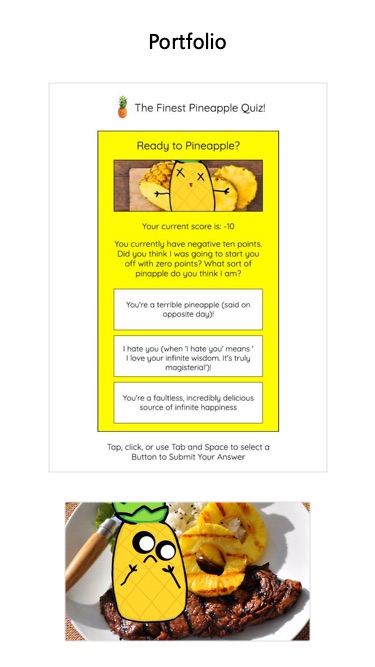 Portfolio
The Finest Pineapple Quiz!
Ready to Pineapple?
Your current score is: -10
You currently have negative ten points.
Did you think I was going to start you
off with zero points? What sort of
pinapple do you think I am?
You're a terrible pineapple (said on
opposite day)!
I hate you (when 'I hate you' means '
I love your infinite wisdom. It's truly
magisterial')!
You're a faultless, incredibly delicious
source of infinite happiness
Tap, click, or use Tab and Space to select a
Button to Submit Your Answer